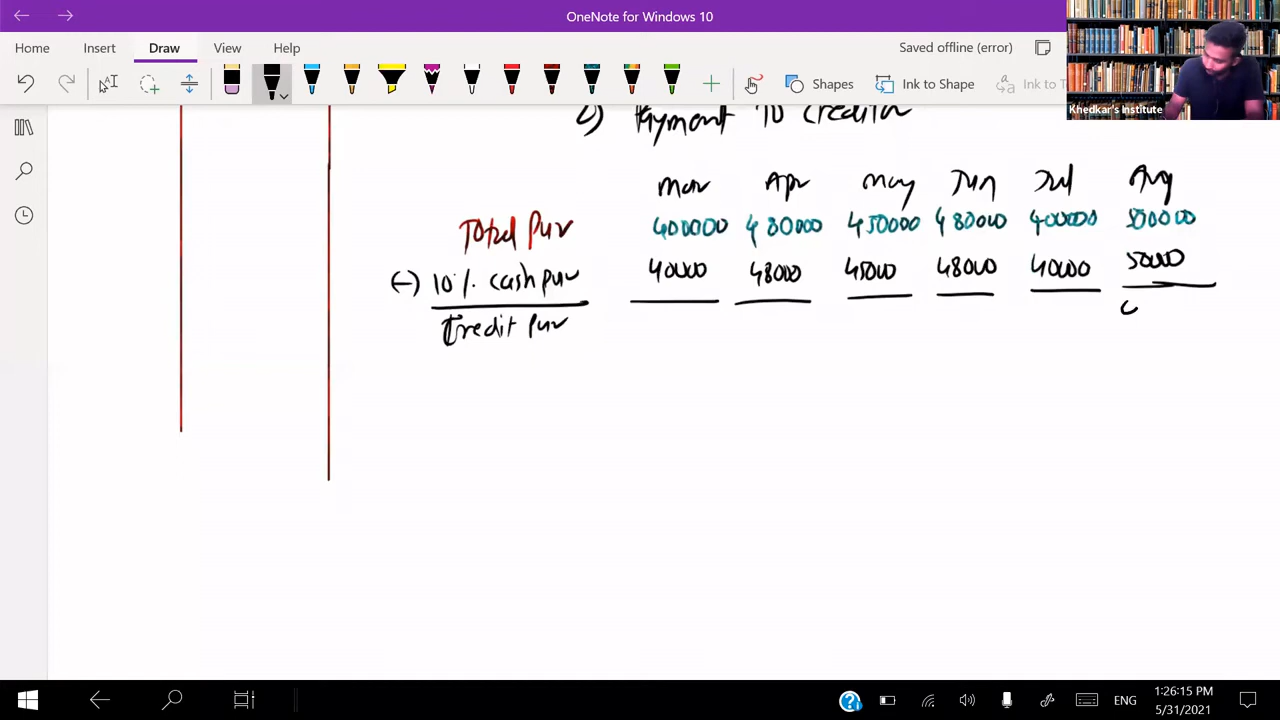 OneNote for Windows 10
Home Insert Draw View Help Saved offline (error)
Shapes Ink to Shape Ink to T
Khedkar's Institute
c) Payment To Creditor
Mar Apr May Jun Jul Aug
Total Pur 400000 480000 450000 480000 400000 500000
(-) 10% cash pur 40000 48000 45000 48000 40000 50000
Credit pur
ENG 1:26:15 PM
5/31/2021